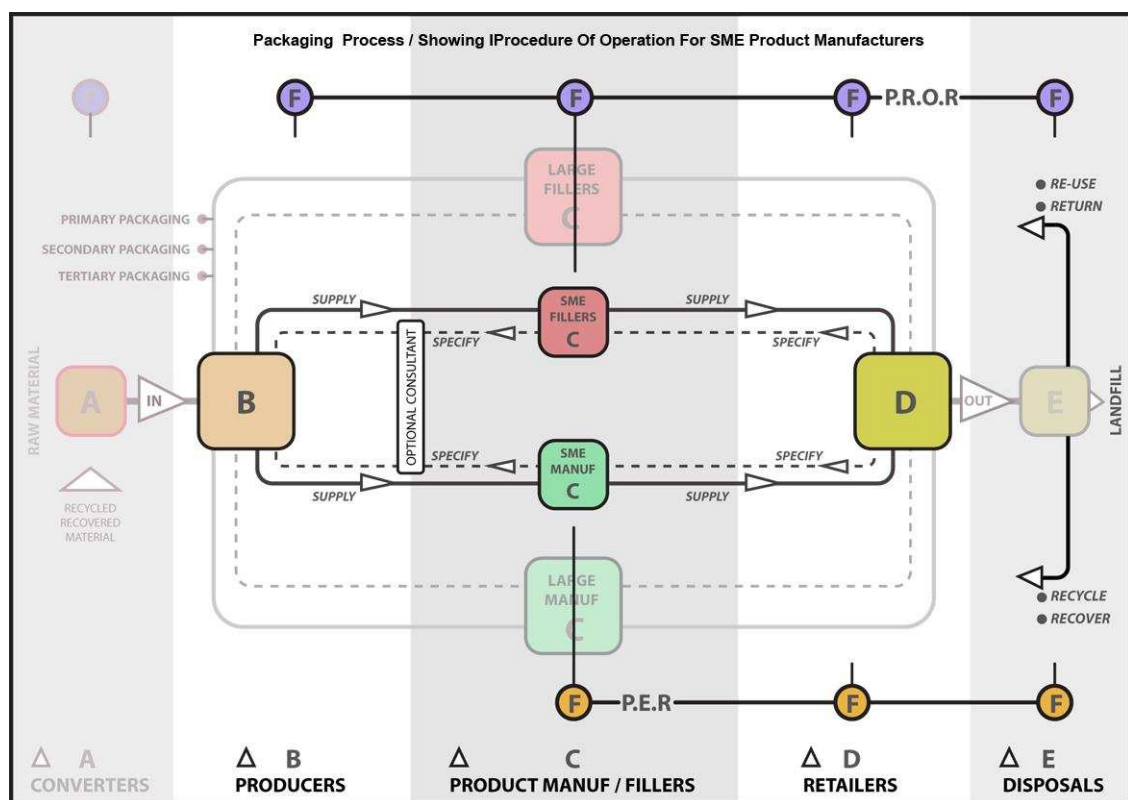 Packaging Process / Showing IProcedure Of Operation For SME Product Manufacturers
F
F
F
P.R.O.R
F
LARGE
FILLERS
C
RE-USE
RETURN
PRIMARY PACKAGING
SECONDARY PACKAGING
TERTIARY PACKAGING
SUPPLY
SME
FILLERS
C
SUPPLY
SPECIFY
SPECIFY
OPTIONAL CONSULTANT
RAW MATERIAL
A
IN
B
D
OUT
E
LANDFILL
SPECIFY
SME
MANUF
C
SPECIFY
SUPPLY
SUPPLY
RECYCLED
RECOVERED
MATERIAL
LARGE
MANUF
C
RECYCLE
RECOVER
F
P.E.R
F
F
A
CONVERTERS
B
PRODUCERS
C
PRODUCT MANUF / FILLERS
D
RETAILERS
E
DISPOSALS